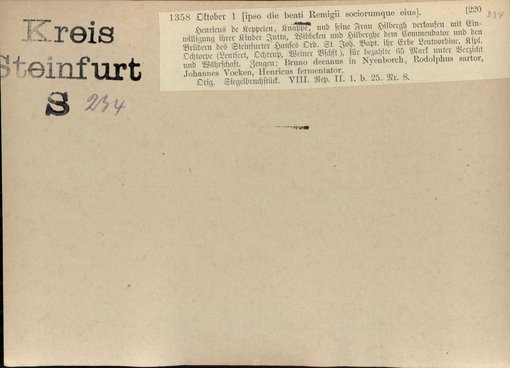 Kreis
Steinfurt
S 234
1358 Oktober 1 [ipso die beati Remigii sociorumque eius]. [220
234
Henricus de Keppelen, Knappe, und seine Frau Hilbergh verkaufen mit Ein-
willigung ihrer Kinder Jutta, Wibbeken und Hilberghe dem Commendator und den
Brüdern des Steinfurter Hauses Ord. St. Joh. Bapt. ihr Erbe Lentvordine, Kspl.
Ochtorpe (Lentfert, Ochtrup, Weiner Bschft.), für bezahlte 65 Mark unter Verzicht
und Währschaft. Zeugen: Bruno decanus in Nyenborch, Rodolphus sartor,
Johannes Vocken, Henricus fermentator.
Orig. Siegelbruchstück. VIII. Rep. II. 1. b. 25. Nr. 8.